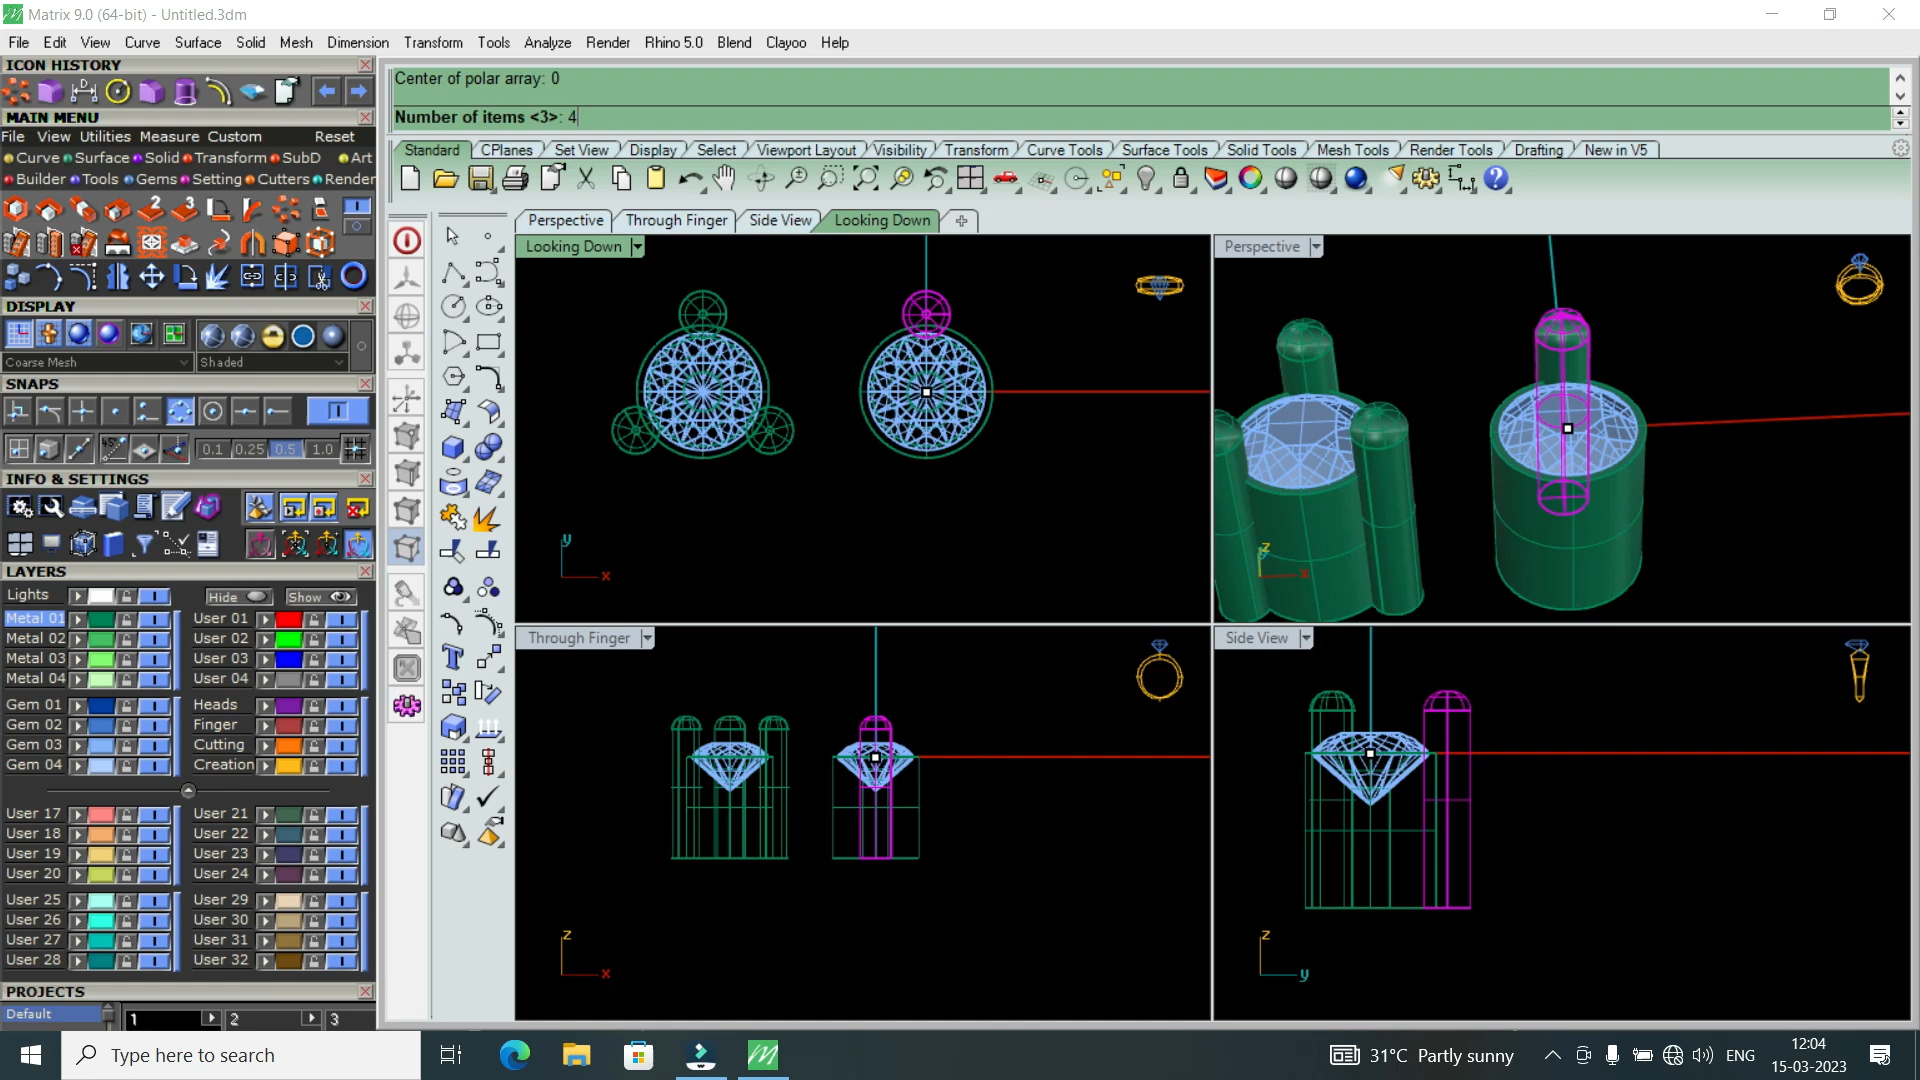 Matrix 9.0 (64-bit) - Untitled.3dm
File Edit View Curve Surface Solid Mesh Dimension Transform Tools Analyze Render Rhino 5.0 Blend Clayoo Help
ICON HISTORY
MAIN MENU
File View Utilities Measure Custom Reset
Curve Surface Solid Transform SubD Art
Builder Tools Gems Setting Cutters Render
DISPLAY
Coarse Mesh Shaded
SNAPS
0.1 0.25 0.5 1.0
INFO & SETTINGS
LAYERS
Lights Hide Show
Metal 01 User 01
Metal 02 User 02
Metal 03 User 03
Metal 04 User 04
Gem 01 Heads
Gem 02 Finger
Gem 03 Cutting
Gem 04 Creation
User 17 User 21
User 18 User 22
User 19 User 23
User 20 User 24
User 25 User 29
User 26 User 30
User 27 User 31
User 28 User 32
PROJECTS
Default 1 2 3
Center of polar array: 0
Number of items <3>: 4
Standard CPlanes Set View Display Select Viewport Layout Visibility Transform Curve Tools Surface Tools Solid Tools Mesh Tools Render Tools Drafting New in V5
Perspective Through Finger Side View Looking Down
Looking Down
y
x
Perspective
z
x
Through Finger
z
x
Side View
z
y
Type here to search
31°C Partly sunny
ENG
12:04
15-03-2023